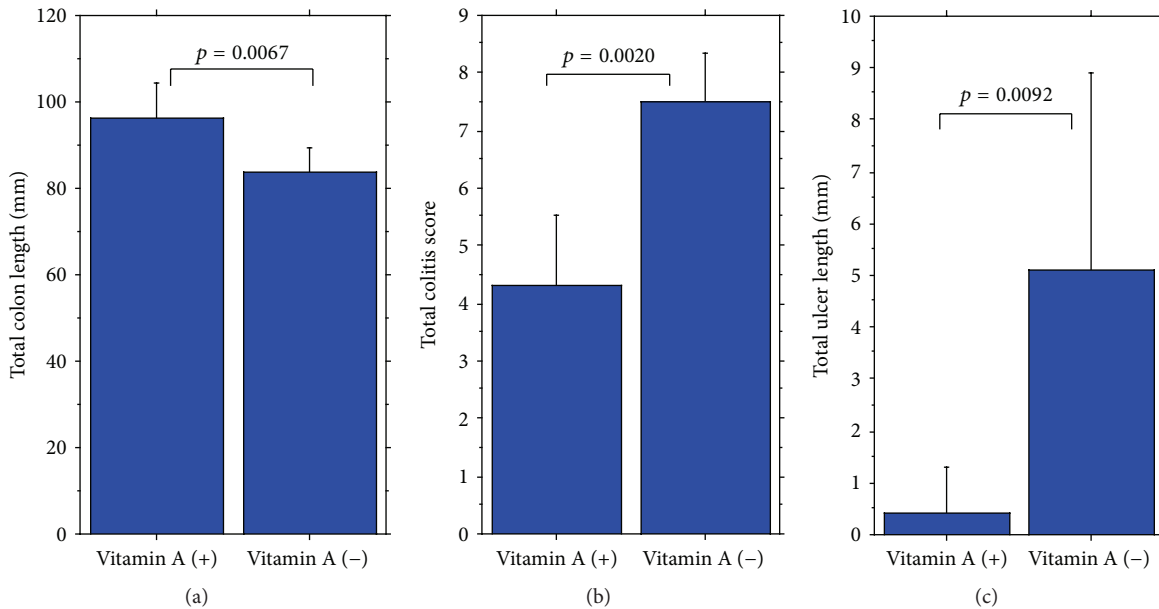 Total colon length (mm)
120
100
80
60
40
20
0
p = 0.0067
Vitamin A (+) Vitamin A (−)
(a)
Total colitis score
9
8
7
6
5
4
3
2
1
0
p = 0.0020
Vitamin A (+) Vitamin A (−)
(b)
Total ulcer length (mm)
10
9
8
7
6
5
4
3
2
1
0
p = 0.0092
Vitamin A (+) Vitamin A (−)
(c)